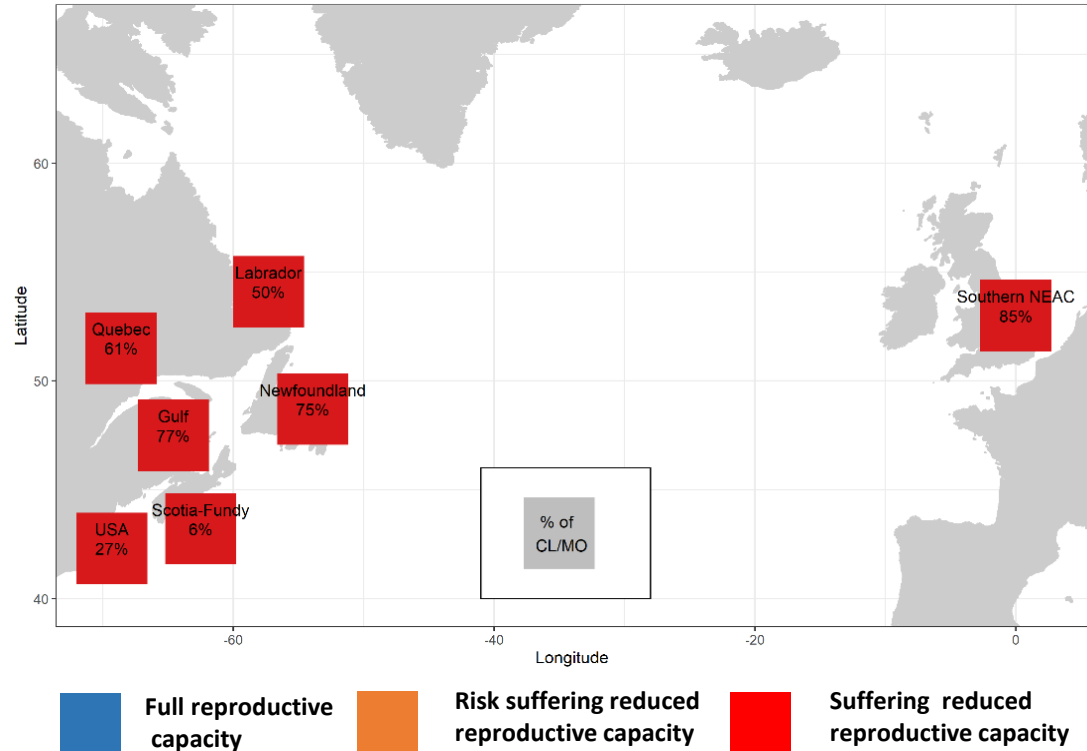 60
50
40
Latitude
Labrador
50%
Quebec
61%
Newfoundland
75%
Gulf
77%
Scotia-Fundy
6%
USA
27%
Southern NEAC
85%
% of
CL/MO
-60
-40
-20
0
Longitude
Full reproductive
capacity
Risk suffering reduced
reproductive capacity
Suffering reduced
reproductive capacity